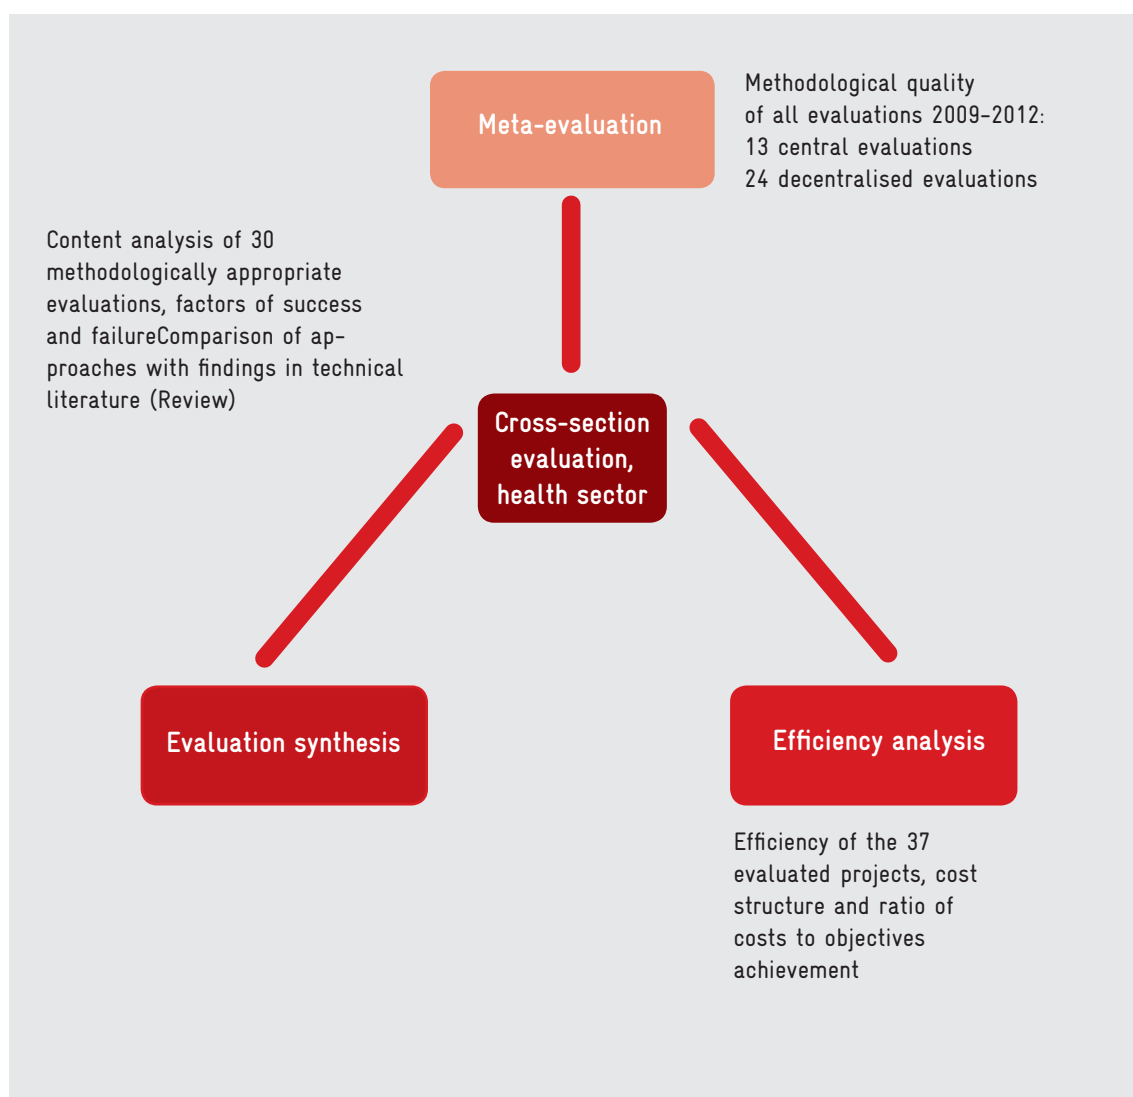 Meta-evaluation
Methodological quality
of all evaluations 2009-2012:
13 central evaluations
24 decentralised evaluations
Content analysis of 30
methodologically appropriate
evaluations, factors of success
and failureComparison of ap-
proaches with findings in technical
literature (Review)
Cross-section
evaluation,
health sector
Evaluation synthesis
Efficiency analysis
Efficiency of the 37
evaluated projects, cost
structure and ratio of
costs to objectives
achievement